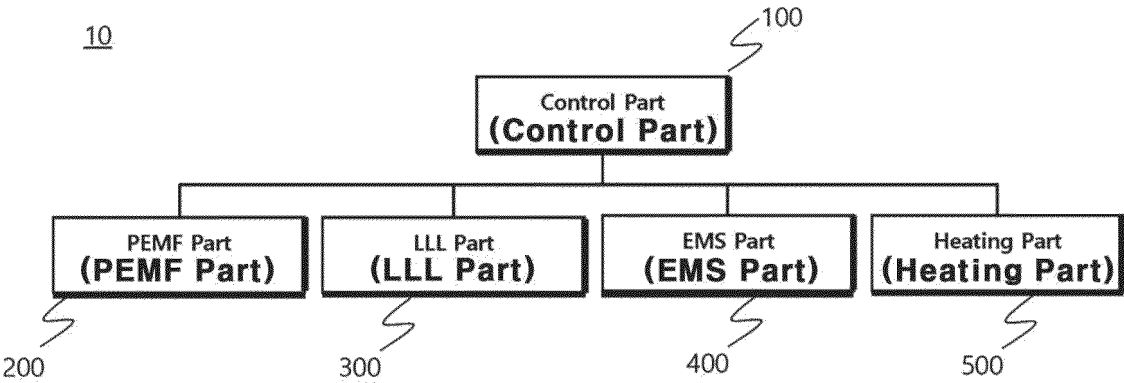 10
100
Control Part
(Control Part)
PEMF Part
(PEMF Part)
LLL Part
(LLL Part)
EMS Part
(EMS Part)
Heating Part
(Heating Part)
200
300
400
500